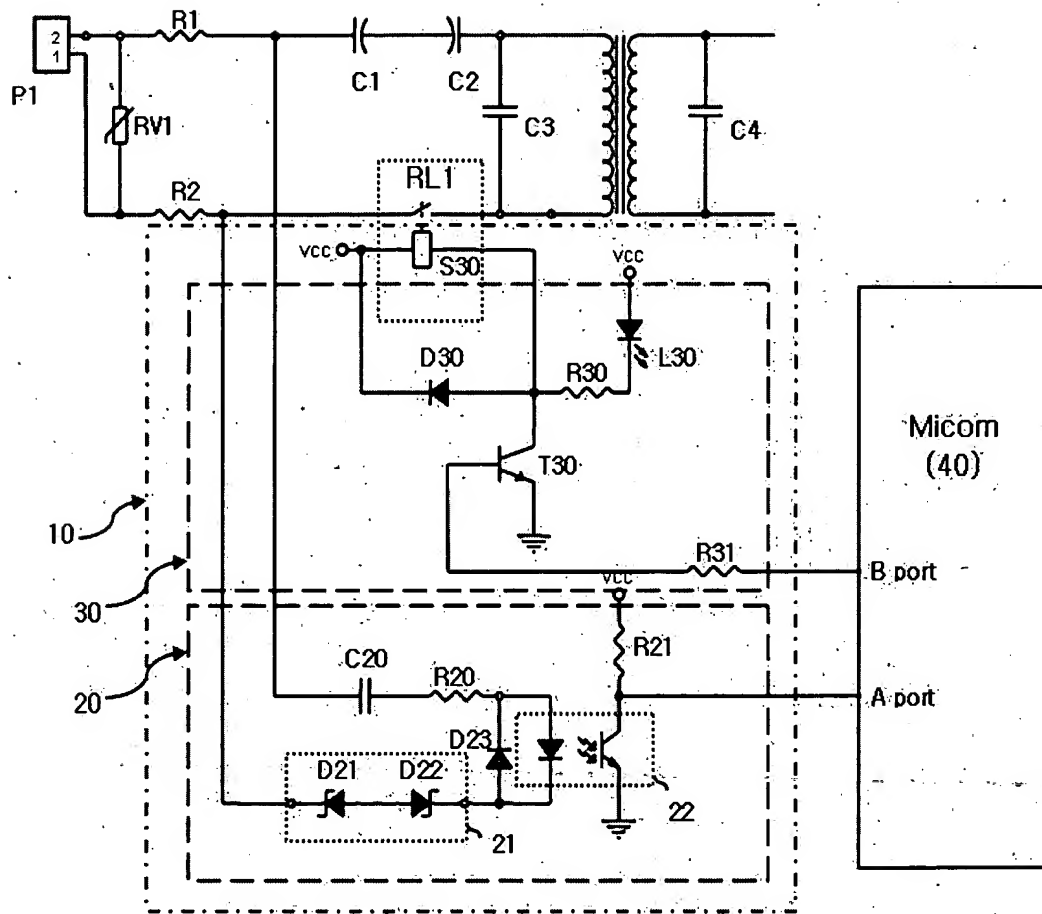 R1
2
1
P1
C1
C2
RV1
C3
C4
R2
RL1
VCC
S30
VCC
D30
R30
L30
Micom
(40)
T30
10
R31
B port
30
VCC
R21
20
C20
R20
A port
D23
D21
D22
22
21